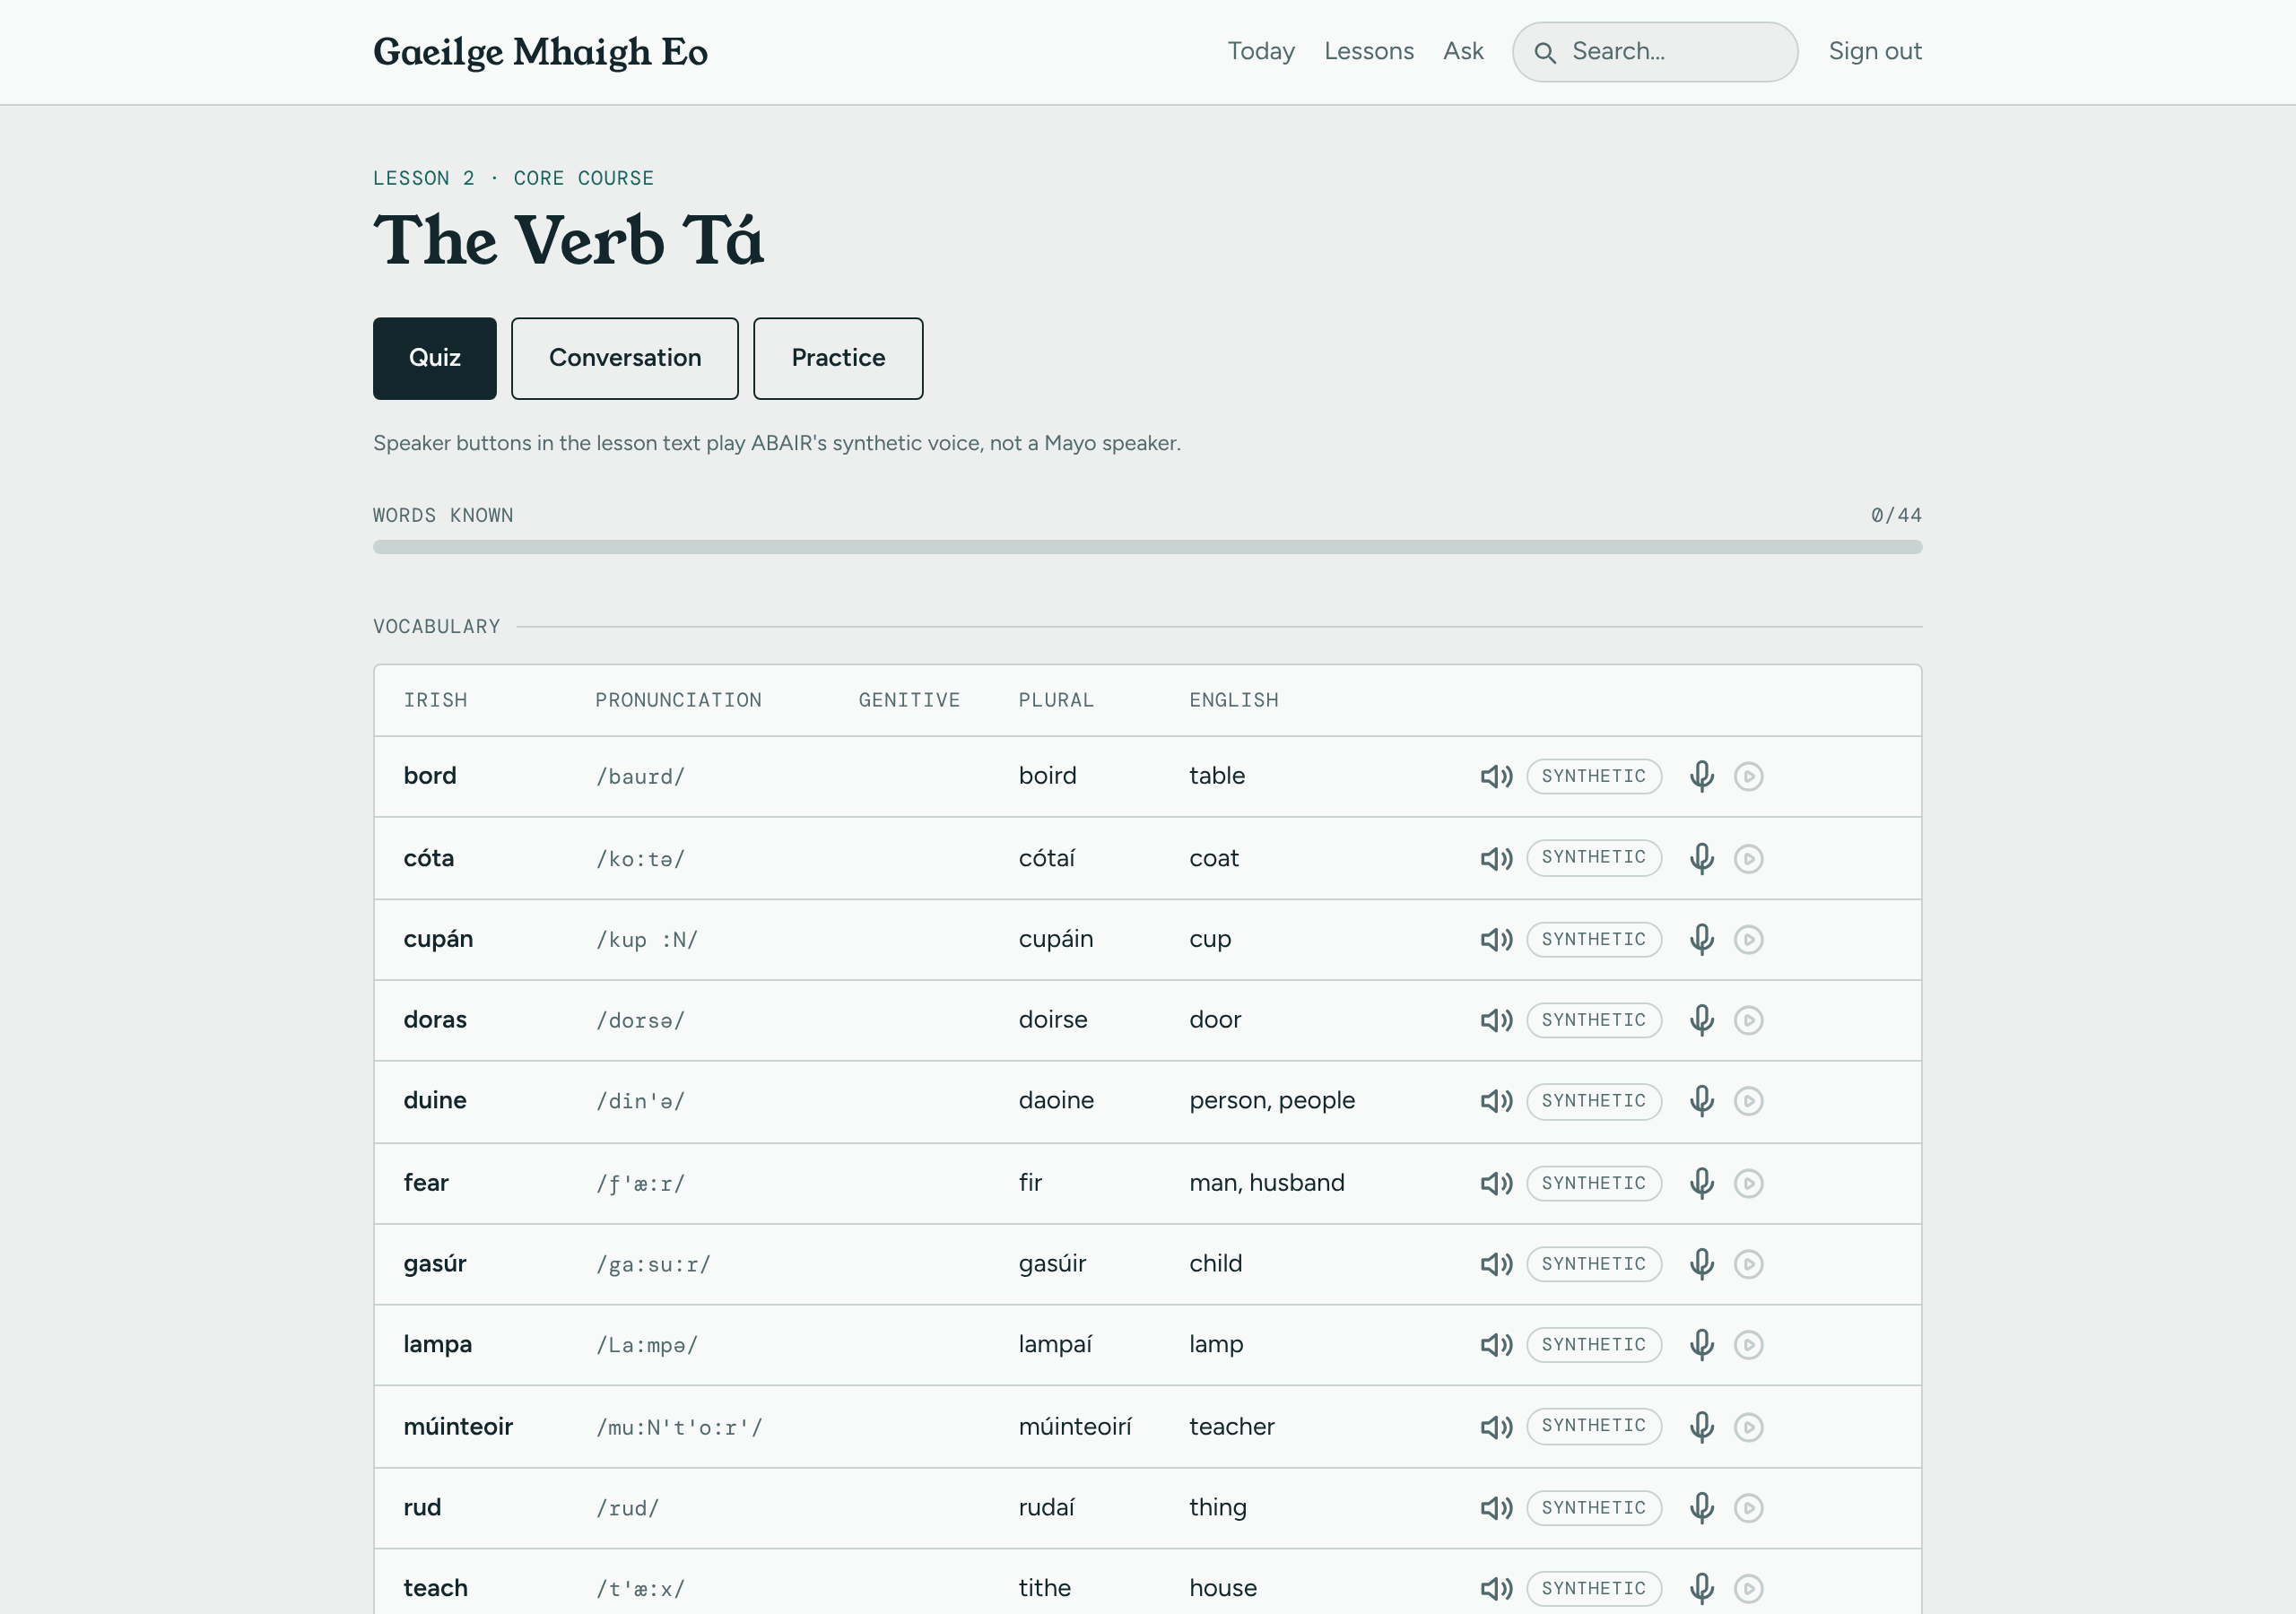 Gaeilge Mhaigh Eo Today Lessons Ask Search... Sign out
LESSON 2 · CORE COURSE
The Verb Tá
Quiz Conversation Practice
Speaker buttons in the lesson text play ABAIR's synthetic voice, not a Mayo speaker.
WORDS KNOWN 0/44
VOCABULARY
IRISH PRONUNCIATION GENITIVE PLURAL ENGLISH
bord /baurd/ boird table SYNTHETIC
cóta /ko:tə/ cótaí coat SYNTHETIC
cupán /kup :N/ cupáin cup SYNTHETIC
doras /dorsə/ doirse door SYNTHETIC
duine /din'ə/ daoine person, people SYNTHETIC
fear /f'æ:r/ fir man, husband SYNTHETIC
gasúr /ga:su:r/ gasúir child SYNTHETIC
lampa /La:mpə/ lampaí lamp SYNTHETIC
múinteoir /mu:N't'o:r'/ múinteoirí teacher SYNTHETIC
rud /rud/ rudaí thing SYNTHETIC
teach /t'æ:x/ tithe house SYNTHETIC